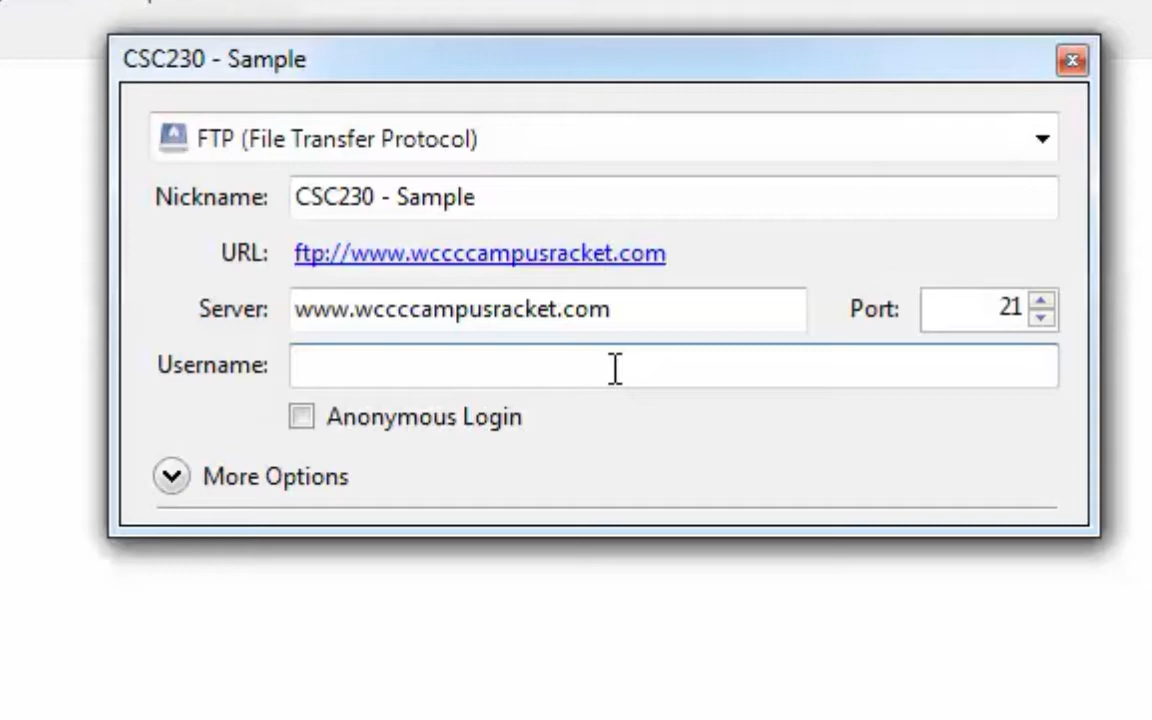 CSC230 - Sample
FTP (File Transfer Protocol)
Nickname: CSC230 - Sample
URL: ftp://www.wccccampusracket.com
Server: www.wccccampusracket.com Port: 21
Username:
Anonymous Login
More Options